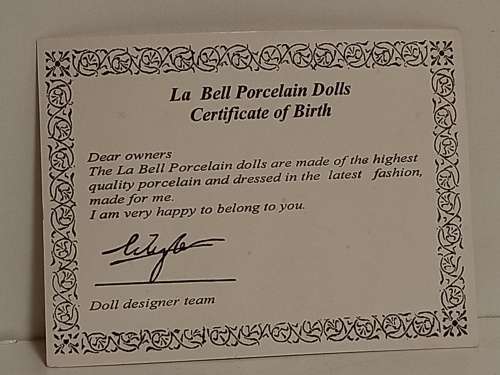 La Bell Porcelain Dolls
Certificate of Birth
Dear owners
The La Bell Porcelain dolls are made of the highest
quality porcelain and dressed in the latest fashion,
made for me.
I am very happy to belong to you.
Doll designer team